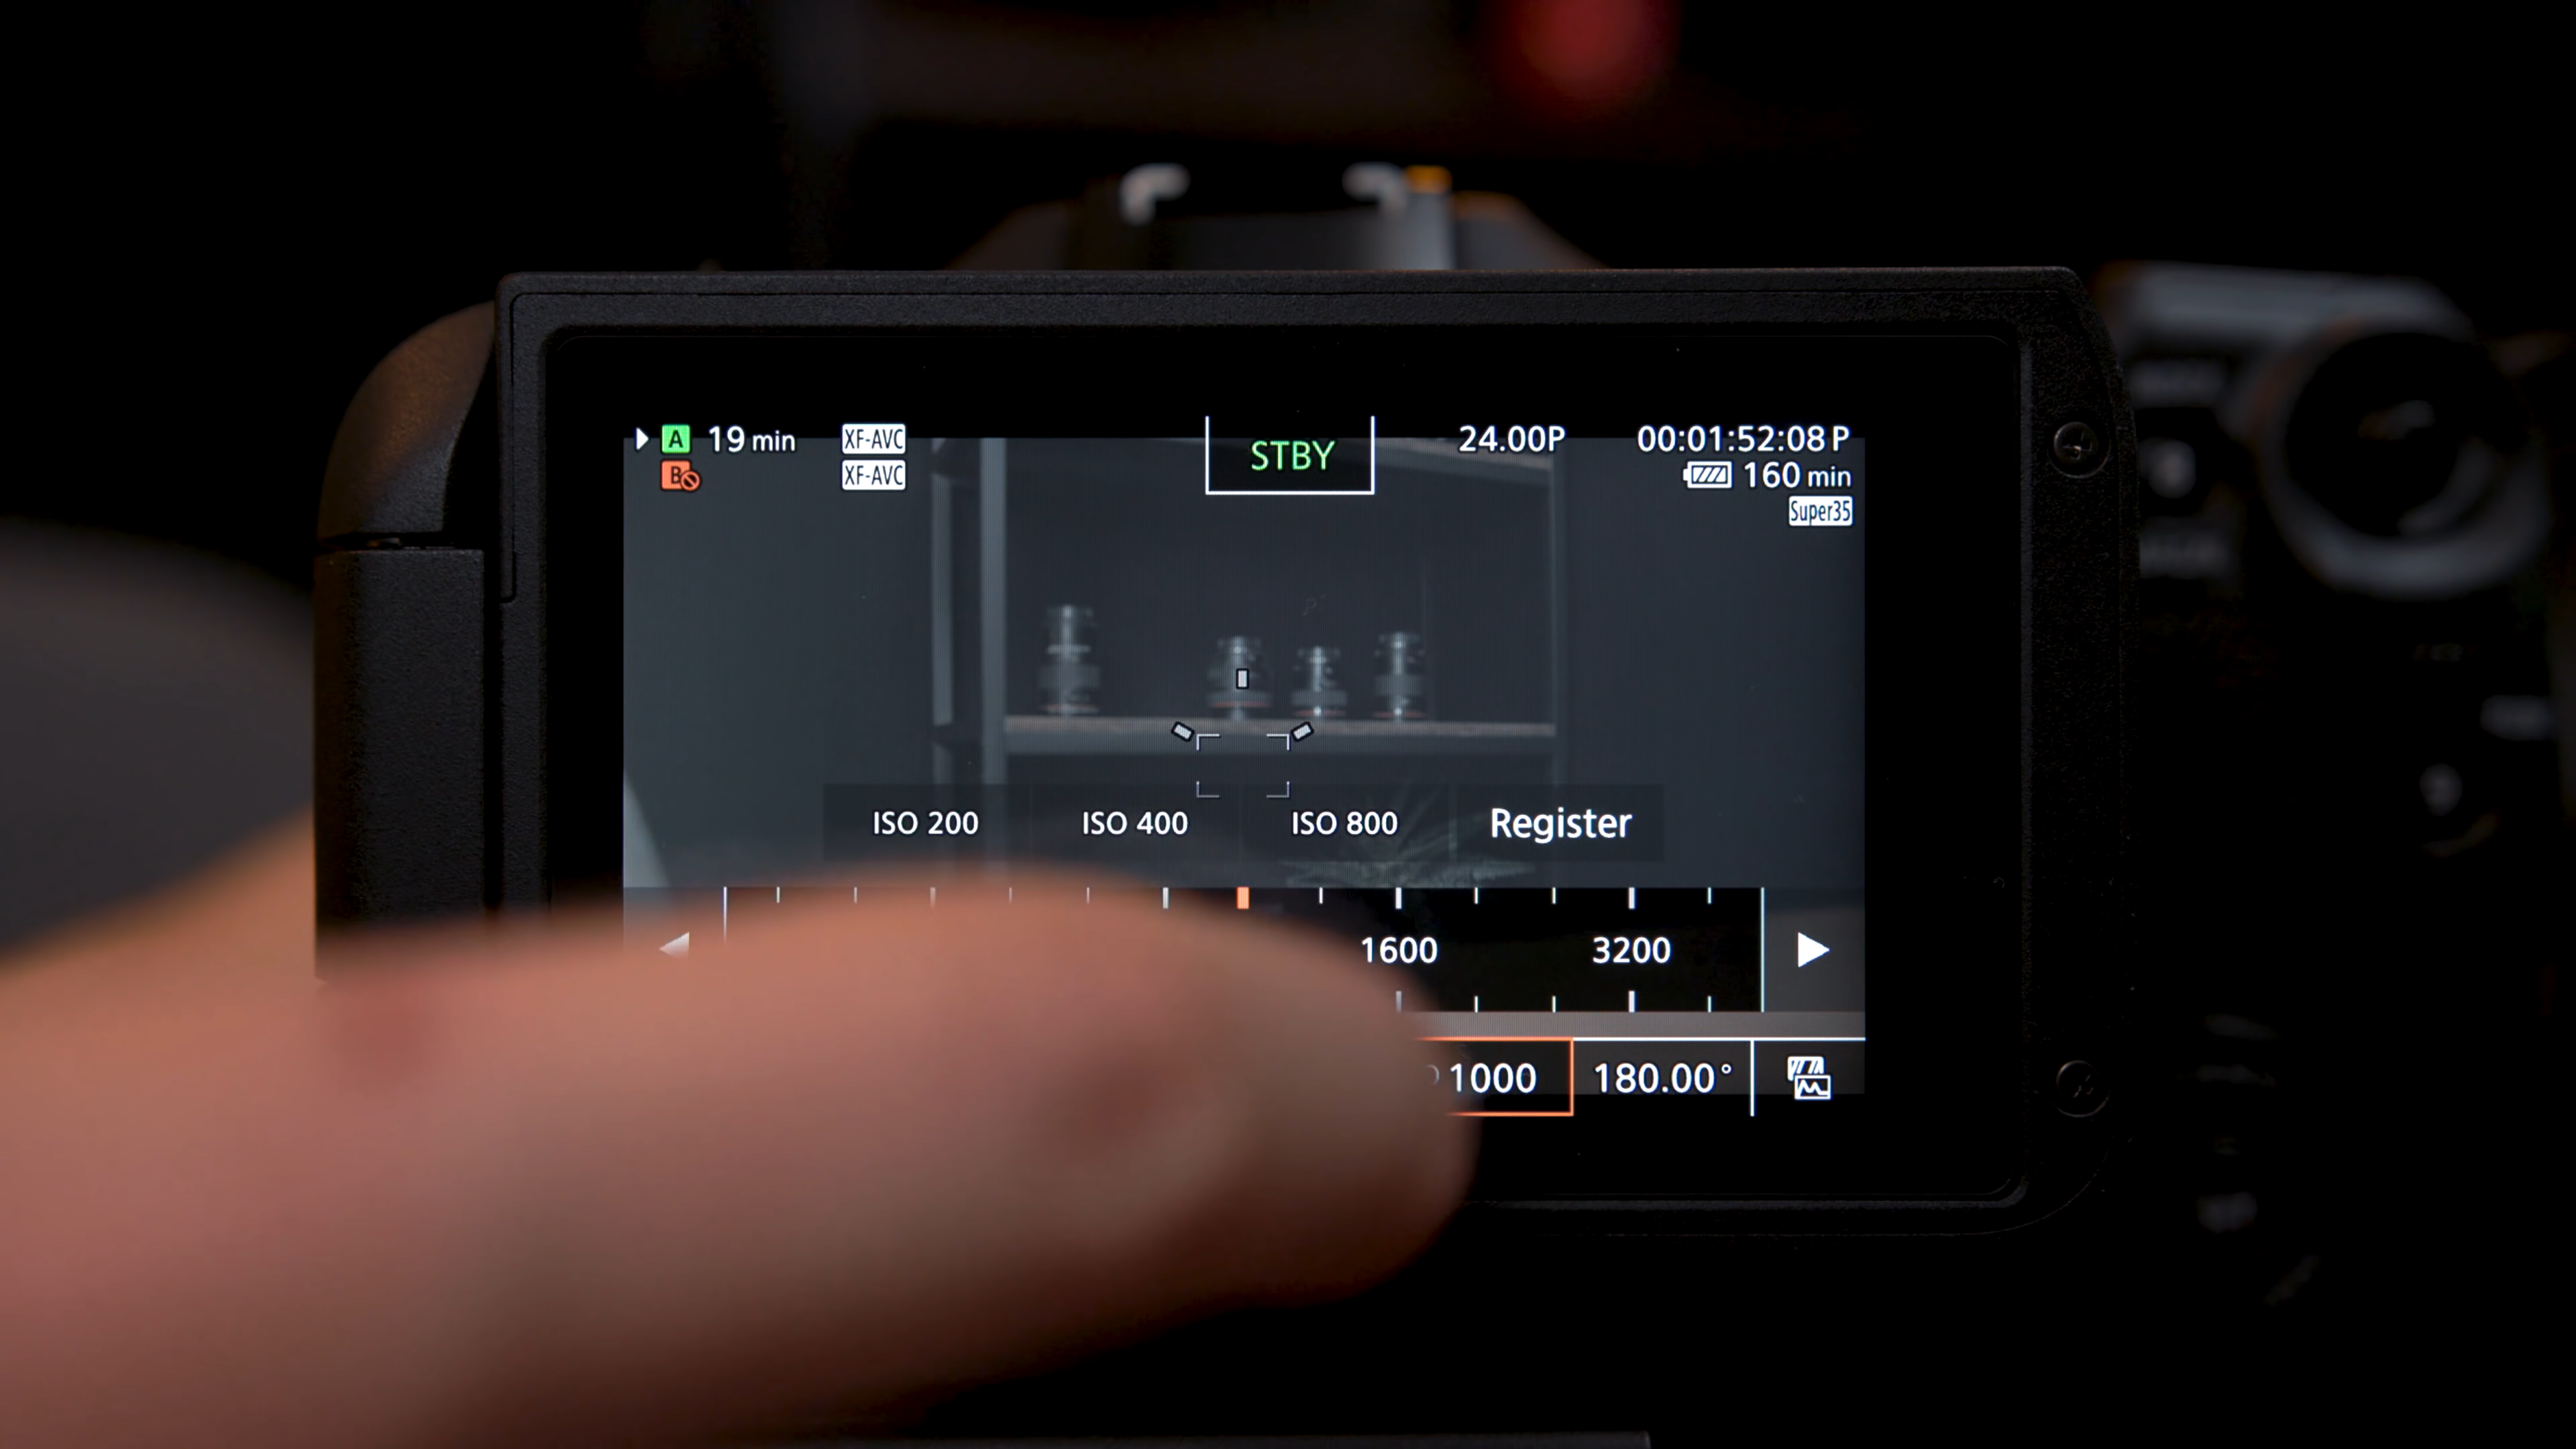 A 19 min XF-AVC STBY 24.00P 00:01:52:08 P
B XF-AVC 160 min
Super35
ISO 200 ISO 400 ISO 800 Register
1600 3200
1000 180.00°